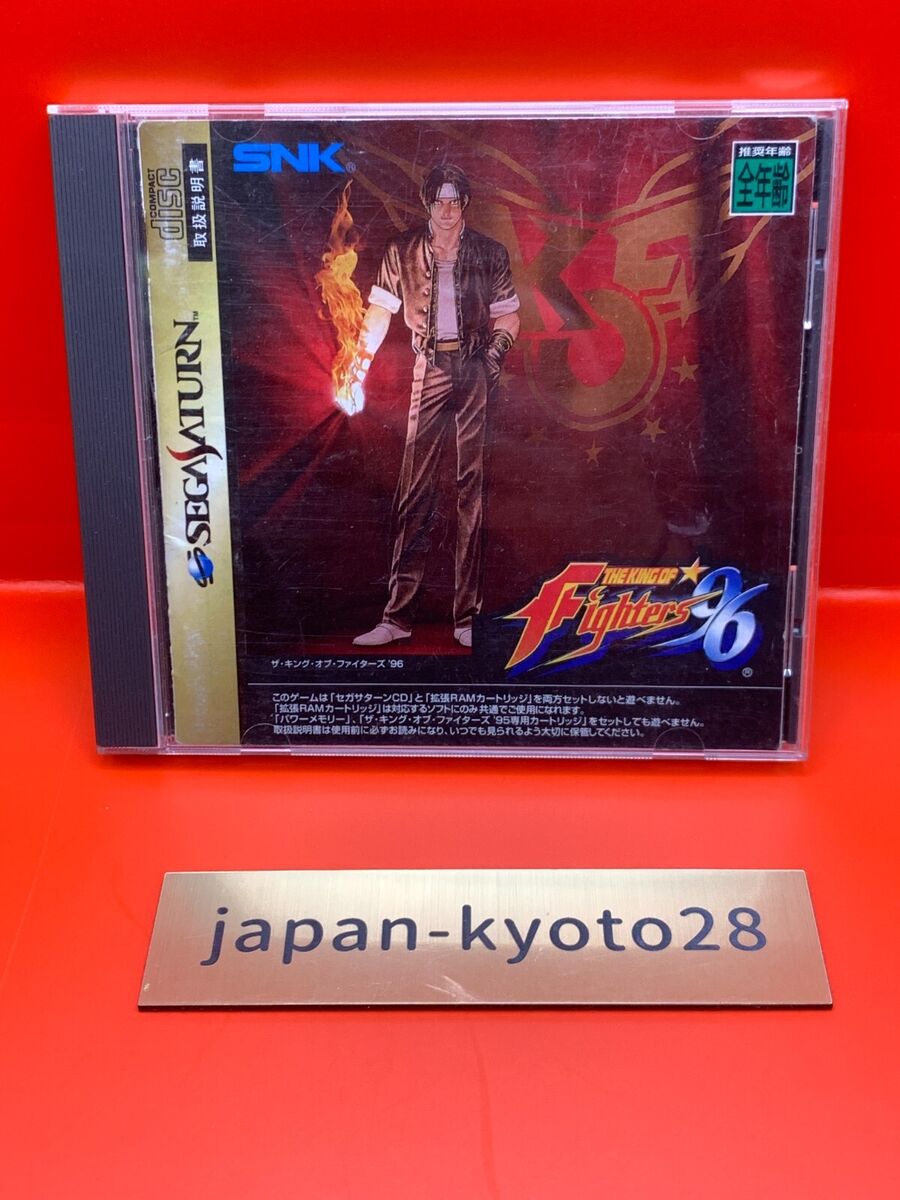 COMPACT
disc
取扱説明書
SEGASATURN™
SNK®
推奨年齢
全年齢
THE KING OF
Fighters '96
®
ザ・キング・オブ・ファイターズ '96
このゲームは「セガサターンCD」と「拡張RAMカートリッジ」を両方セットしないと遊べません。
「拡張RAMカートリッジ」は対応するソフトにのみ共通でご使用になれます。
「パワーメモリー」、「ザ・キング・オブ・ファイターズ '95専用カートリッジ」をセットしても遊べません。
取扱説明書は使用前に必ずお読みになり、いつでも見られるよう大切に保管してください。
japan-kyoto28